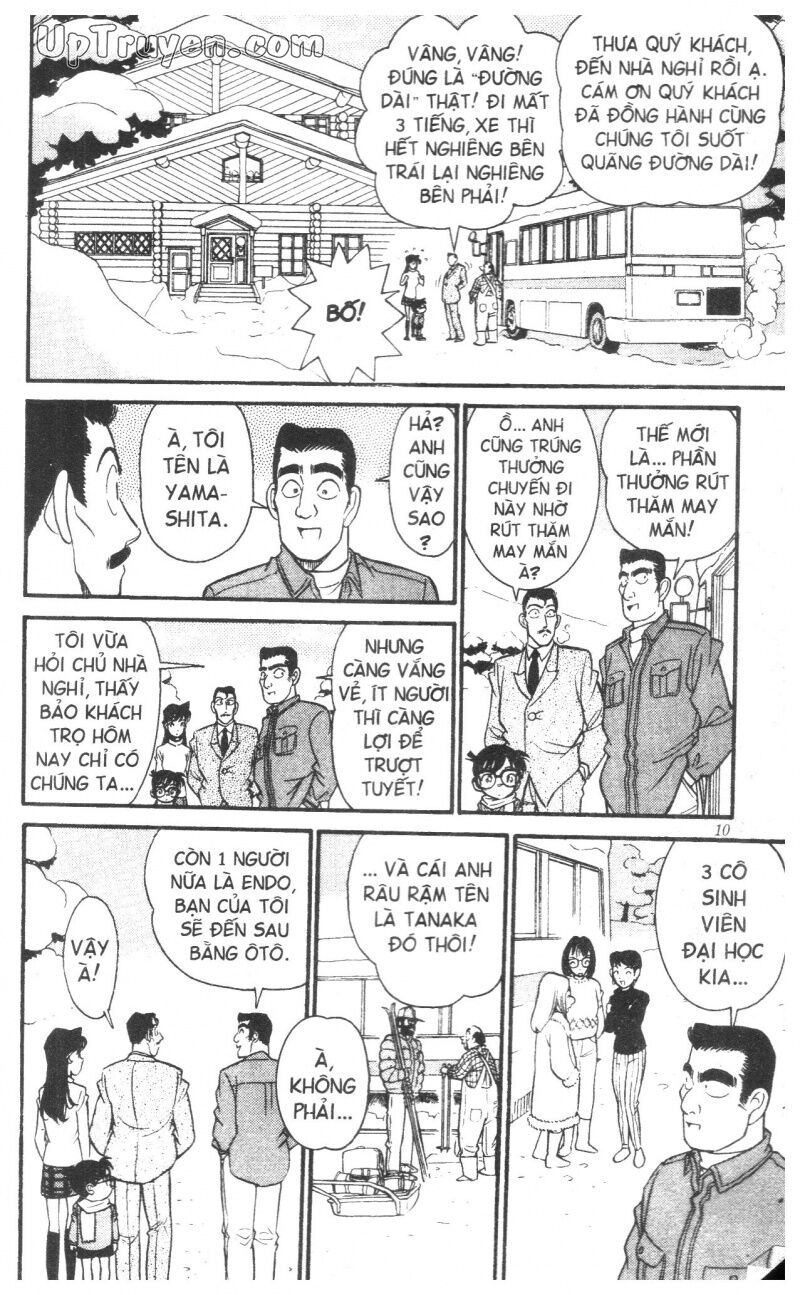 UpTruyen.com
THƯA QUÝ KHÁCH,
ĐẾN NHÀ NGHỈ RỒI Ạ.
CÁM ƠN QUÝ KHÁCH
ĐÃ ĐỒNG HÀNH CÙNG
CHÚNG TÔI SUỐT
QUÃNG ĐƯỜNG DÀI!
VÂNG, VÂNG!
ĐÚNG LÀ "ĐƯỜNG
DÀI" THẬT! ĐI MẤT
3 TIẾNG, XE THÌ
HẾT NGHIÊNG BÊN
TRÁI LẠI NGHIÊNG
BÊN PHẢI!
BỐ!
THẾ MỚI
LÀ... PHẦN
THƯỞNG RÚT
THĂM MAY
MẮN!
Ồ... ANH
CŨNG TRÚNG
THƯỞNG
CHUYẾN ĐI
NÀY NHỜ
RÚT THĂM
MAY MẮN
À?
HẢ?
ANH
CŨNG
VẬY
SAO
?
À, TÔI
TÊN LÀ
YAMA-
SHITA.
NHƯNG
CÀNG VẮNG
VẺ, ÍT NGƯỜI
THÌ CÀNG
LỢI ĐỂ
TRƯỢT
TUYẾT!
TÔI VỪA
HỎI CHỦ NHÀ
NGHỈ, THẤY
BẢO KHÁCH
TRỌ HÔM
NAY CHỈ CÓ
CHÚNG TA...
10
3 CÔ
SINH
VIÊN
ĐẠI HỌC
KIA...
... VÀ CÁI ANH
RÂU RẬM TÊN
LÀ TANAKA
ĐÓ THÔI!
À,
KHÔNG
PHẢI...
CÒN 1 NGƯỜI
NỮA LÀ ENDO,
BẠN CỦA TÔI
SẼ ĐẾN SAU
BẰNG ÔTÔ.
VẬY
À!